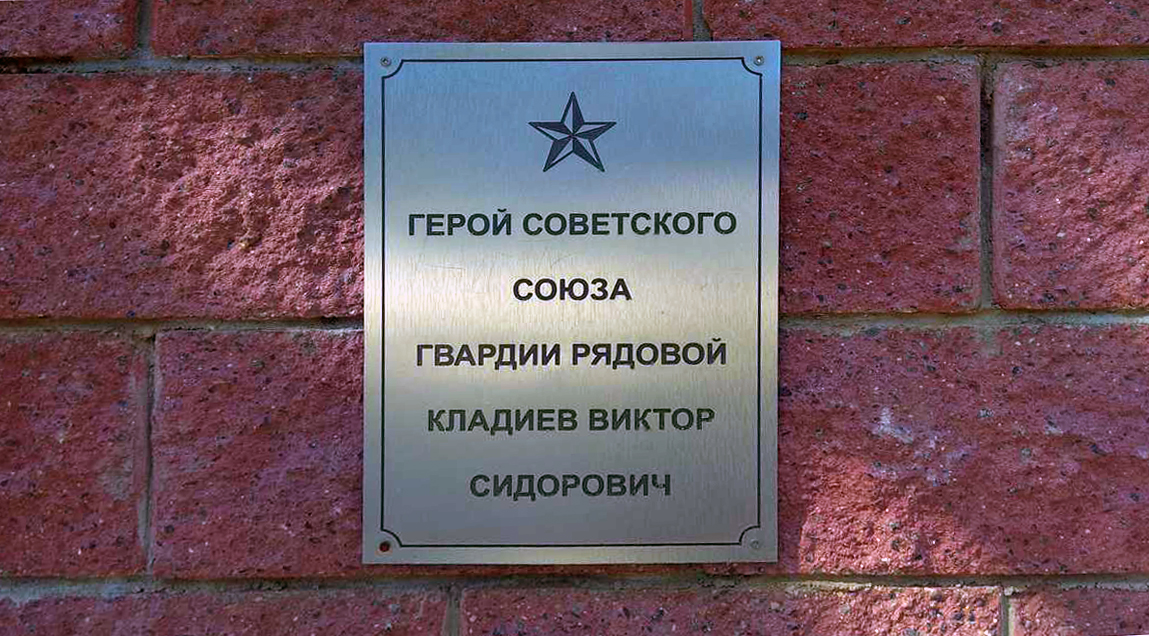 ГЕРОЙ СОВЕТСКОГО
СОЮЗА
ГВАРДИИ РЯДОВОЙ
КЛАДИЕВ ВИКТОР
СИДОРОВИЧ